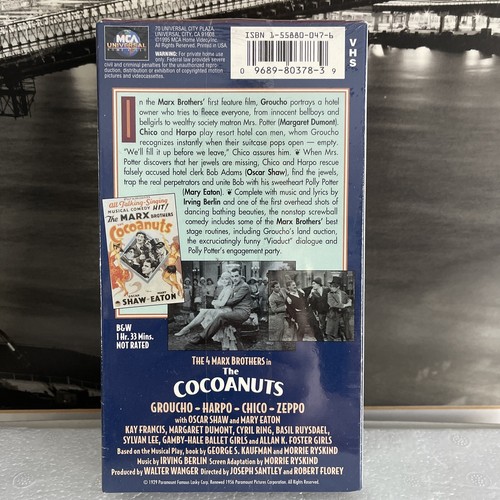 MCA
UNIVERSAL
70 UNIVERSAL CITY PLAZA,
UNIVERSAL CITY, CA 91608.
©1995 MCA Home Video, Inc.
All Rights Reserved. Printed in USA.
WARNING: For private home use
only. Federal law provides severe
civil and criminal penalties for the unauthorized repro-
duction, distribution or exhibition of copyrighted motion
pictures and videocassettes.
ISBN 1-55880-047-6
0 9689-80378-3 9
VHS
In the Marx Brothers' first feature film, Groucho portrays a hotel
owner who tries to fleece everyone, from innocent bellboys and
bellgirls to wealthy society matron Mrs. Potter (Margaret Dumont).
Chico and Harpo play resort hotel con men, whom Groucho
recognizes instantly when their suitcase pops open — empty.
"We'll fill it up before we leave," Chico assures him. ❦ When Mrs.
Potter discovers that her jewels are missing, Chico and Harpo rescue
falsely accused hotel clerk Bob Adams (Oscar Shaw), find the jewels,
trap the real perpetrators and unite Bob with his sweetheart Polly Potter
(Mary Eaton). ❦ Complete with music and lyrics by
Irving Berlin and one of the first overhead shots of
dancing bathing beauties, the nonstop screwball
comedy includes some of the Marx Brothers' best
stage routines, including Groucho's land auction,
the excruciatingly funny "Viaduct" dialogue and
Polly Potter's engagement party.
All-Talking-Singing
MUSICAL COMEDY HIT!
The MARX BROTHERS
Cocoanuts
OSCAR SHAW MARY EATON
B&W
1 Hr. 33 Mins.
NOT RATED
THE 4 MARX BROTHERS in
The
COCOANUTS
GROUCHO – HARPO – CHICO – ZEPPO
with OSCAR SHAW and MARY EATON
KAY FRANCIS, MARGARET DUMONT, CYRIL RING, BASIL RUYSDAEL,
SYLVAN LEE, GAMBY-HALE BALLET GIRLS and ALLAN K. FOSTER GIRLS
Based on the Musical Play, book by GEORGE S. KAUFMAN and MORRIE RYSKIND
Music by IRVING BERLIN Screen Adaptation by MORRIE RYSKIND
Produced by WALTER WANGER Directed by JOSEPH SANTLEY and ROBERT FLOREY
© 1929 Paramount Famous Lasky Corp. Renewed 1956 Paramount Pictures Corporation. All Rights Reserved.